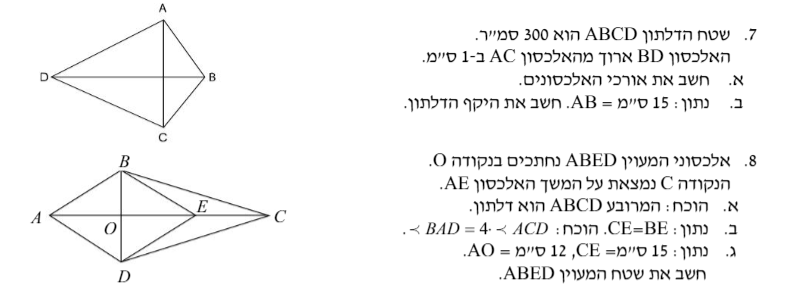 A
D
B
C
.7 שטח הדלתון ABCD הוא 300 סמ״ר.
האלכסון BD ארוך מהאלכסון AC ב-1 ס״מ.
א. חשב את אורכי האלכסונים.
ב. נתון : 15 ס״מ = AB. חשב את היקף הדלתון.
B
A
O
E
C
D
.8 אלכסוני המעוין ABED נחתכים בנקודה O.
הנקודה C נמצאת על המשך האלכסון AE.
א. הוכח : המרובע ABCD הוא דלתון.
ב. נתון : CE=BE. הוכח : ∢ BAD = 4· ∢ ACD .
ג. נתון : 15 ס״מ=CE, 12 ס״מ = AO.
חשב את שטח המעוין ABED.